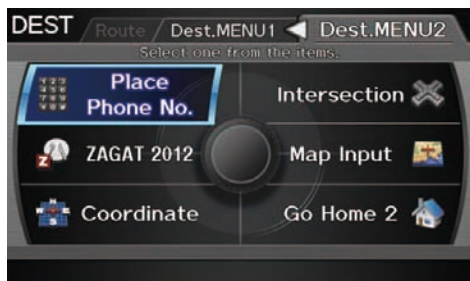 DEST Route Dest.MENU1 Dest.MENU2
Select one from the items.
Place
Phone No.
Intersection
ZAGAT 2012
Map Input
Coordinate
Go Home 2